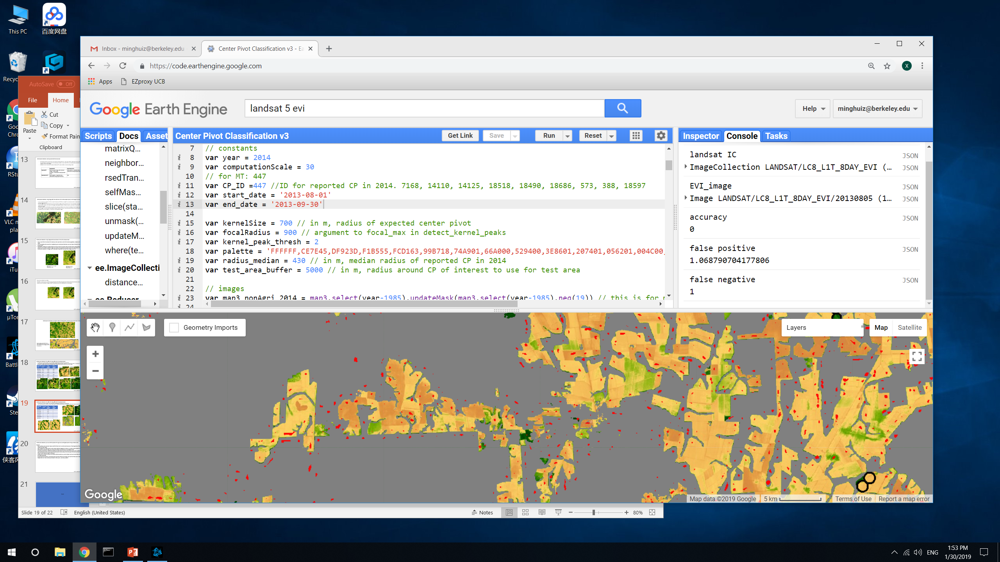 This PC
百度网盘
Inbox - minghuiz@berkeley.edu
Center Pivot Classification v3 - Ea
https://code.earthengine.google.com
X
Apps
EZproxy UCB
AutoSave
Off
File
Home
Paste
Cut
Copy
Format Pain
Clipboard
Google Earth Engine
landsat 5 evi
Help
minghuiz@berkeley.edu
Scripts
Docs
Asset
matrixQ...
neighbor...
rsedTran...
selfMas...
slice(sta...
unmask(...
updateM...
where(te...
ee.ImageCollecti
distance...
ee.Reducer
Center Pivot Classification v3
Get Link
Save
Run
Reset
7 // constants
8 var year = 2014
9 var computationScale = 30
10 // for MT: 447
11 var CP_ID =447 //ID for reported CP in 2014. 7168, 14110, 14125, 18518, 18490, 18686, 573, 388, 18597
12 var start_date = '2013-08-01'
13 var end_date = '2013-09-30'
14
15 var kernelSize = 700 // in m, radius of expected center pivot
16 var focalRadius = 900 // argument to focal_max in detect_kernel_peaks
17 var kernel_peak_thresh = 2
18 var palette = 'FFFFFF,CE7E45,DF923D,F1B555,FCD163,99B718,74A901,66A000,529400,3E8601,207401,056201,004C00,
19 var radius_median = 430 // in m, median radius of reported CP in 2014
20 var test_area_buffer = 5000 // in m, radius around CP of interest to use for test area
21
22 // images
23 var map3_nonAgri_2014 = map3.select(year-1985).updateMask(map3.select(year-1985).neq(19)) // this is for
24
Inspector
Console
Tasks
landsat IC
JSON
ImageCollection LANDSAT/LC8_L1T_8DAY_EVI (...
JSON
EVI_image
JSON
Image LANDSAT/LC8_L1T_8DAY_EVI/20130805 (1...
JSON
accuracy
JSON
0
false positive
JSON
1.068790704177806
false negative
JSON
1
Geometry Imports
Layers
Map
Satellite
+
−
Google
Map data ©2019 Google
5 km
Terms of Use
Report a map error
13
14
15
16
17
18
19
20
21
Slide 19 of 22
English (United States)
Notes
80%
ENG
1:53 PM
1/30/2019